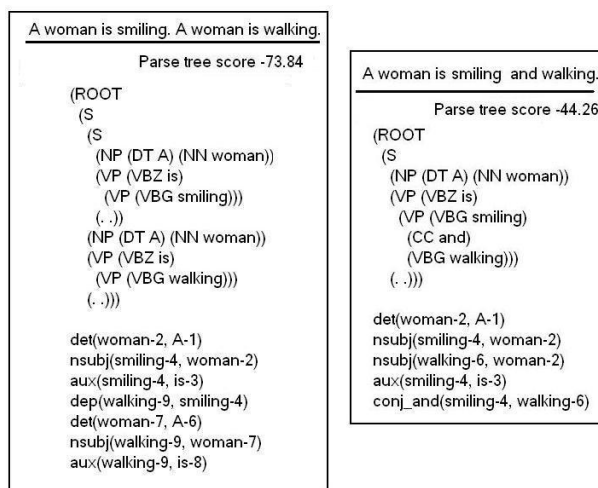 A woman is smiling. A woman is walking.
Parse tree score -73.84
(ROOT
(S
(S
(NP (DT A) (NN woman))
(VP (VBZ is)
(VP (VBG smiling)))
(. .))
(NP (DT A) (NN woman))
(VP (VBZ is)
(VP (VBG walking)))
(. .)))
det(woman-2, A-1)
nsubj(smiling-4, woman-2)
aux(smiling-4, is-3)
dep(walking-9, smiling-4)
det(woman-7, A-6)
nsubj(walking-9, woman-7)
aux(walking-9, is-8)
A woman is smiling and walking.
Parse tree score -44.26
(ROOT
(S
(NP (DT A) (NN woman))
(VP (VBZ is)
(VP (VBG smiling)
(CC and)
(VBG walking)))
(. .)))
det(woman-2, A-1)
nsubj(smiling-4, woman-2)
nsubj(walking-6, woman-2)
aux(smiling-4, is-3)
conj_and(smiling-4, walking-6)